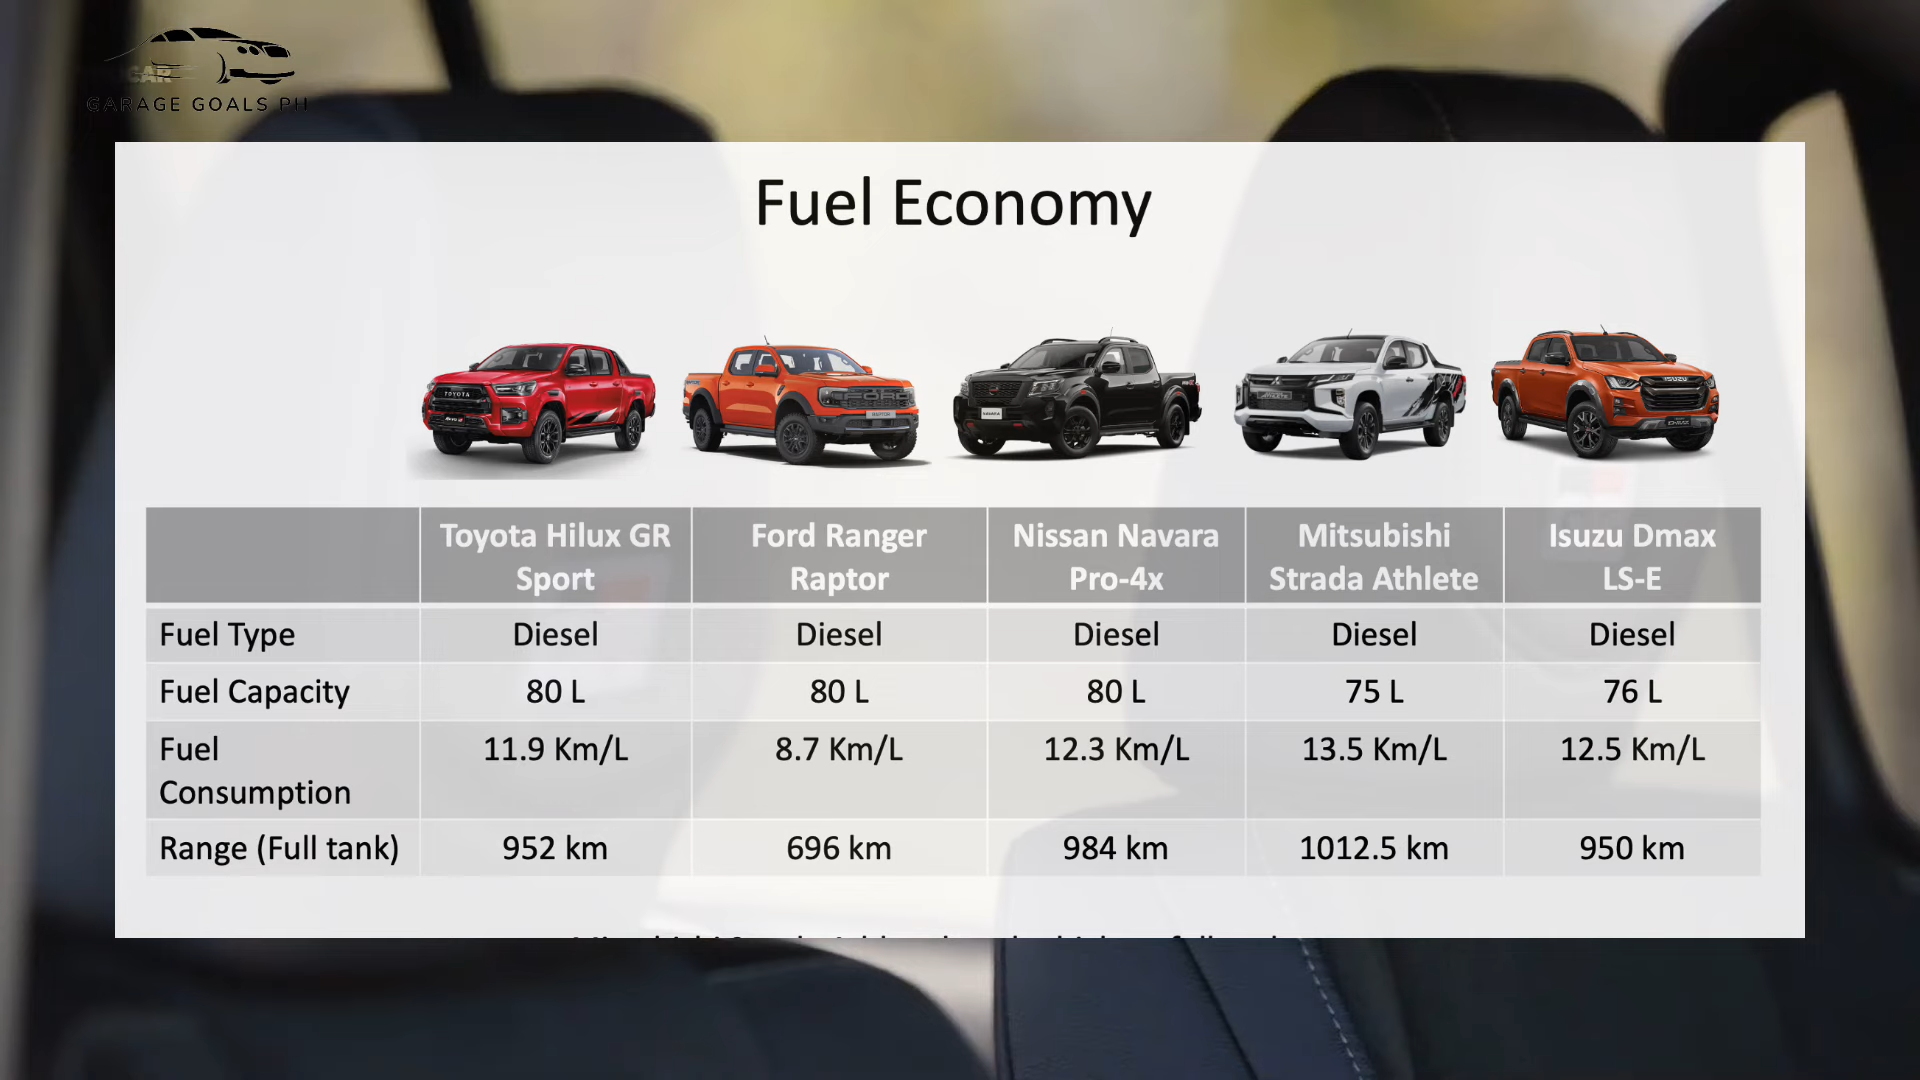 GARAGE GOALS PH
Fuel Economy
Toyota Hilux GR Sport
Ford Ranger Raptor
Nissan Navara Pro-4x
Mitsubishi Strada Athlete
Isuzu Dmax LS-E
Fuel Type Diesel Diesel Diesel Diesel Diesel
Fuel Capacity 80 L 80 L 80 L 75 L 76 L
Fuel Consumption 11.9 Km/L 8.7 Km/L 12.3 Km/L 13.5 Km/L 12.5 Km/L
Range (Full tank) 952 km 696 km 984 km 1012.5 km 950 km